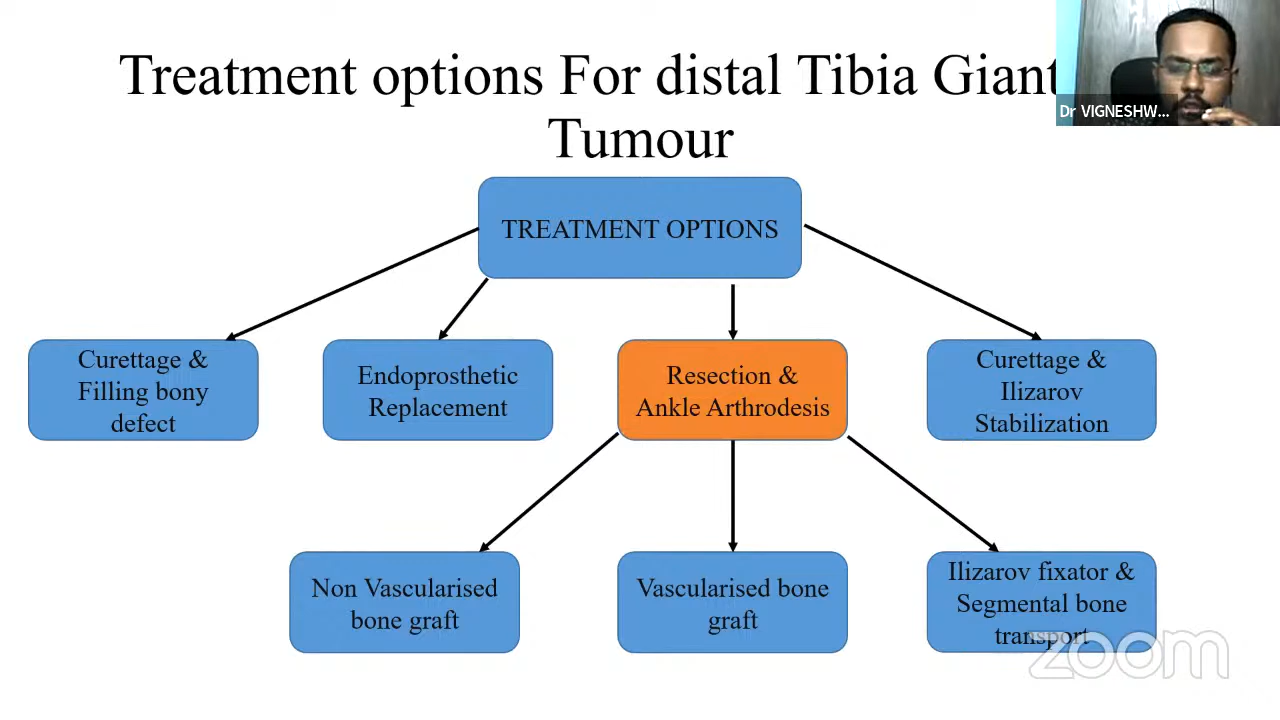 Treatment options For distal Tibia Giant
Tumour
Dr VIGNESHW...
TREATMENT OPTIONS
Curettage &
Filling bony
defect
Endoprosthetic
Replacement
Resection &
Ankle Arthrodesis
Curettage &
Ilizarov
Stabilization
Non Vascularised
bone graft
Vascularised bone
graft
Ilizarov fixator &
Segmental bone
transport
zoom